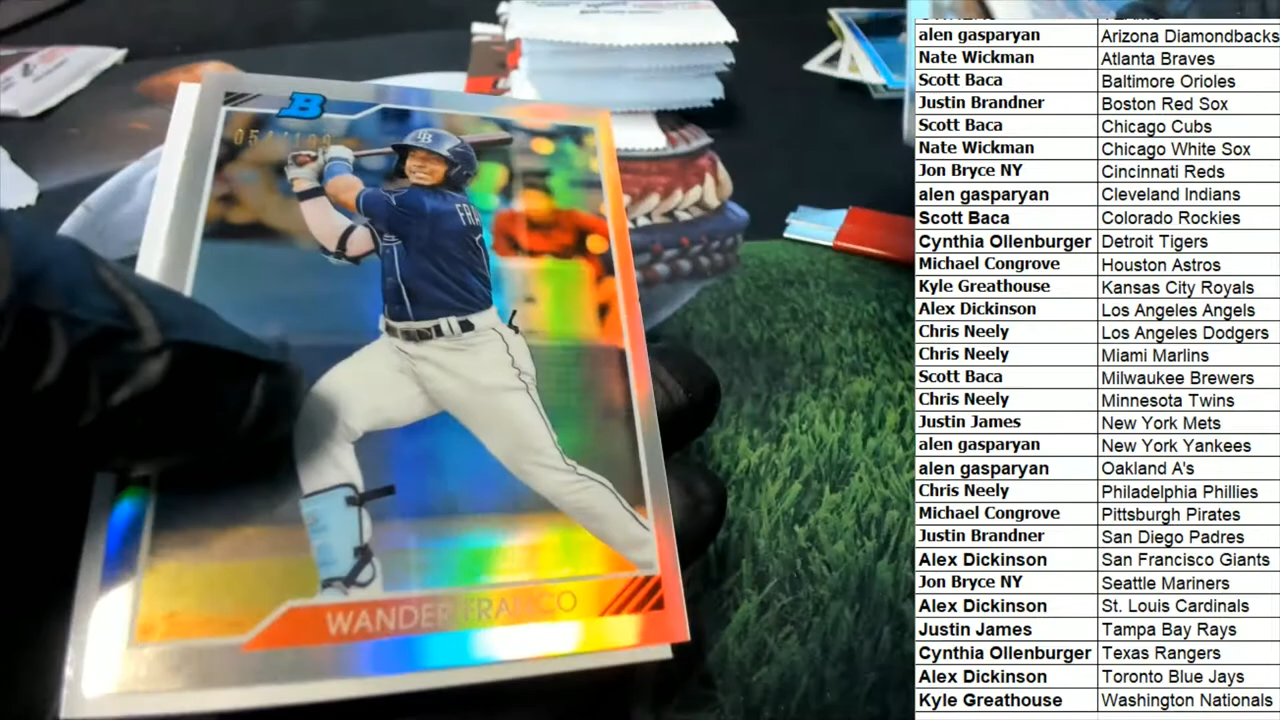 B
TB
FRA
WANDER FRANCO
alen gasparyan Arizona Diamondbacks
Nate Wickman Atlanta Braves
Scott Baca Baltimore Orioles
Justin Brandner Boston Red Sox
Scott Baca Chicago Cubs
Nate Wickman Chicago White Sox
Jon Bryce NY Cincinnati Reds
alen gasparyan Cleveland Indians
Scott Baca Colorado Rockies
Cynthia Ollenburger Detroit Tigers
Michael Congrove Houston Astros
Kyle Greathouse Kansas City Royals
Alex Dickinson Los Angeles Angels
Chris Neely Los Angeles Dodgers
Chris Neely Miami Marlins
Scott Baca Milwaukee Brewers
Chris Neely Minnesota Twins
Justin James New York Mets
alen gasparyan New York Yankees
alen gasparyan Oakland A's
Chris Neely Philadelphia Phillies
Michael Congrove Pittsburgh Pirates
Justin Brandner San Diego Padres
Alex Dickinson San Francisco Giants
Jon Bryce NY Seattle Mariners
Alex Dickinson St. Louis Cardinals
Justin James Tampa Bay Rays
Cynthia Ollenburger Texas Rangers
Alex Dickinson Toronto Blue Jays
Kyle Greathouse Washington Nationals